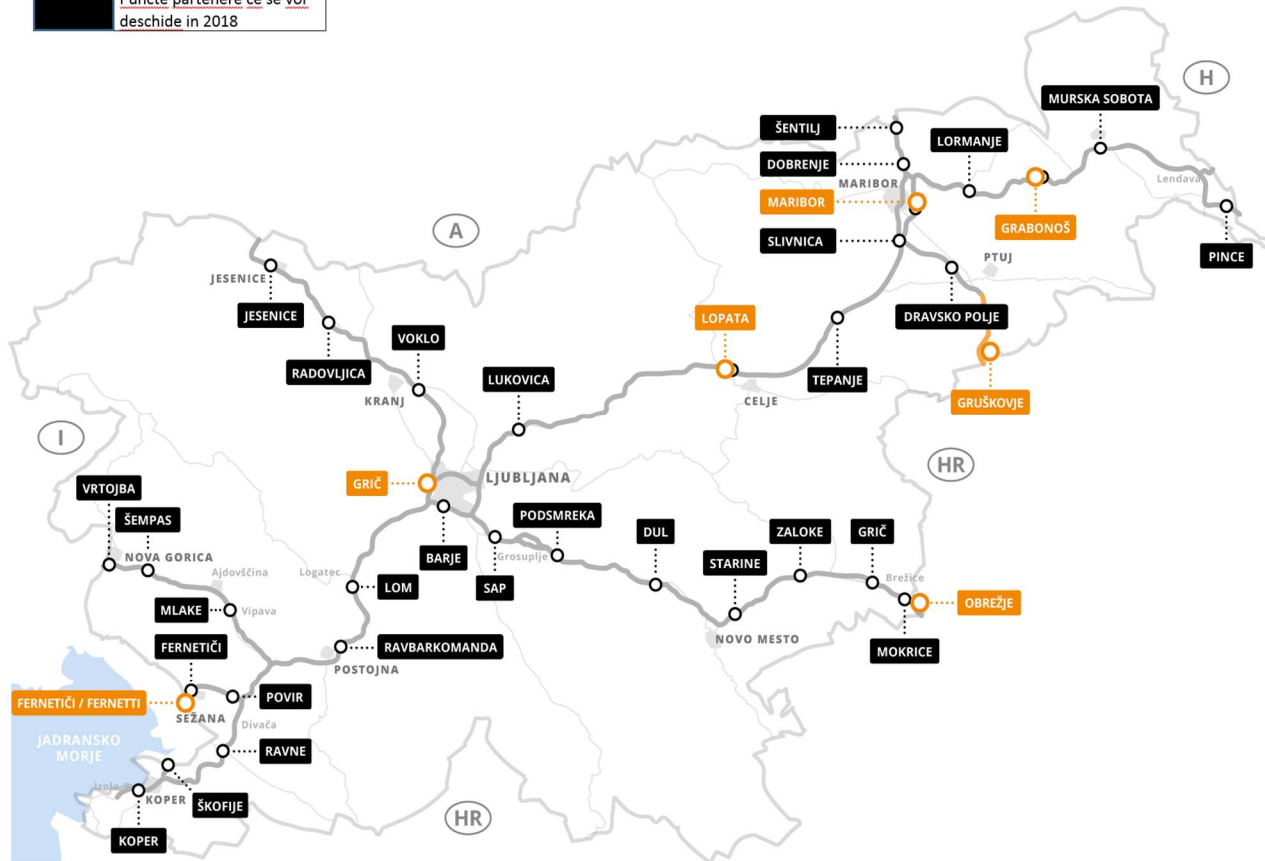 Puncte partenere ce se vor
deschide in 2018
H
MURSKA SOBOTA
ŠENTILJ
LORMANJE
DOBRENJE
MARIBOR
Lendava
MARIBOR
GRABONOŠ
A
SLIVNICA
PTUJ
PINCE
JESENICE
JESENICE
DRAVSKO POLJE
LOPATA
VOKLO
RADOVLJICA
LUKOVICA
TEPANJE
KRANJ
CELJE
GRUŠKOVJE
I
HR
LJUBLJANA
GRIČ
VRTOJBA
PODSMREKA
ŠEMPAS
DUL
ZALOKE
GRIČ
NOVA GORICA
BARJE
Grosuplje
STARINE
Ajdovščina
Logatec
Brežice
LOM
SAP
OBREŽJE
MLAKE
Vipava
NOVO MESTO
FERNETIČI
RAVBARKOMANDA
MOKRICE
POSTOJNA
POVIR
FERNETIČI / FERNETTI
SEŽANA
Divača
JADRANSKO
MORJE
RAVNE
Izola
KOPER
ŠKOFIJE
HR
KOPER